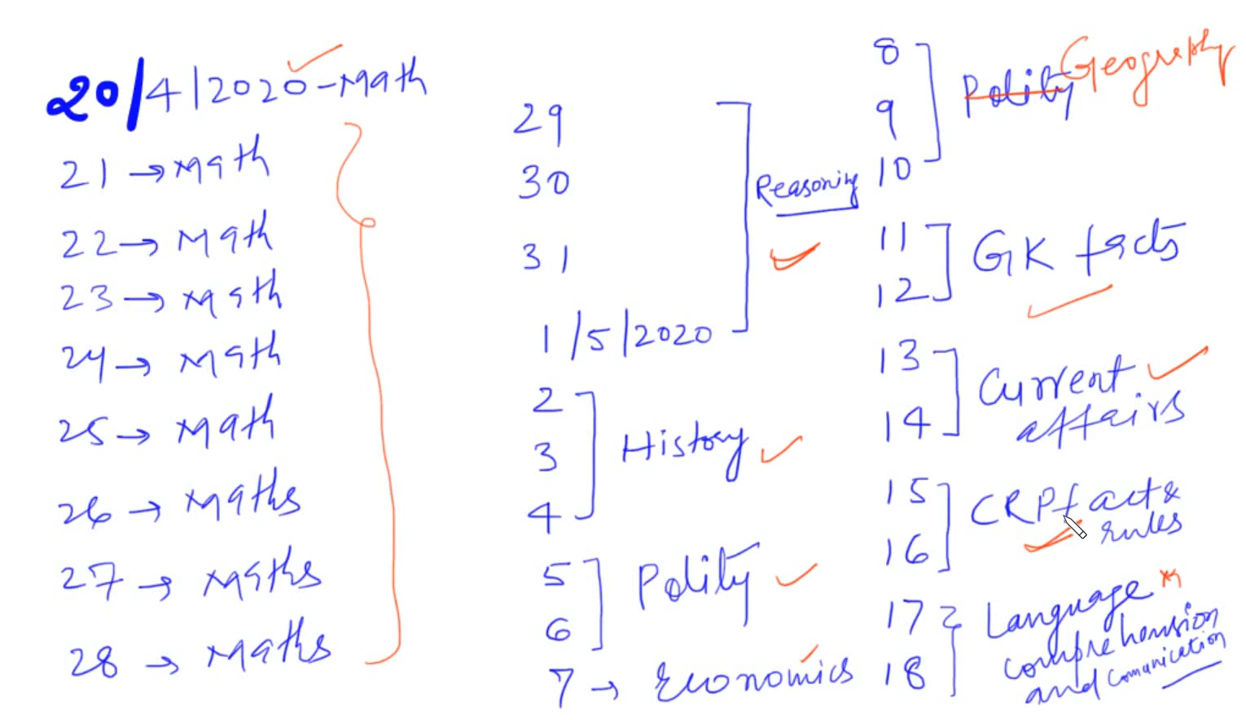 20/4/2020-Math
21→Math
22→Math
23→Math
24→Math
25→Math
26→Maths
27→Maths
28→Maths
29
30
31
1/5/2020
Reasoning
2
3
4
History
5
6
Polity
7→Economics
8
9
10
Polity Geography
11
12
GK facts
13
14
Current
affairs
15
16
CRPf act &
rules
17
18
Language
comprehension
and comunication